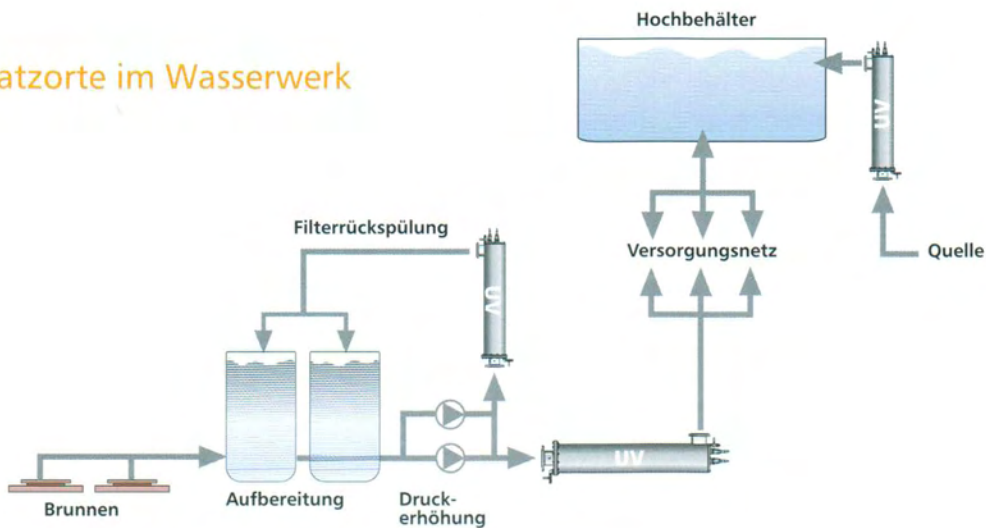 atzorte im Wasserwerk
Hochbehälter
UV
Filterrückspülung
Versorgungsnetz
Quelle
UV
UV
Aufbereitung
Druck-
erhöhung
Brunnen